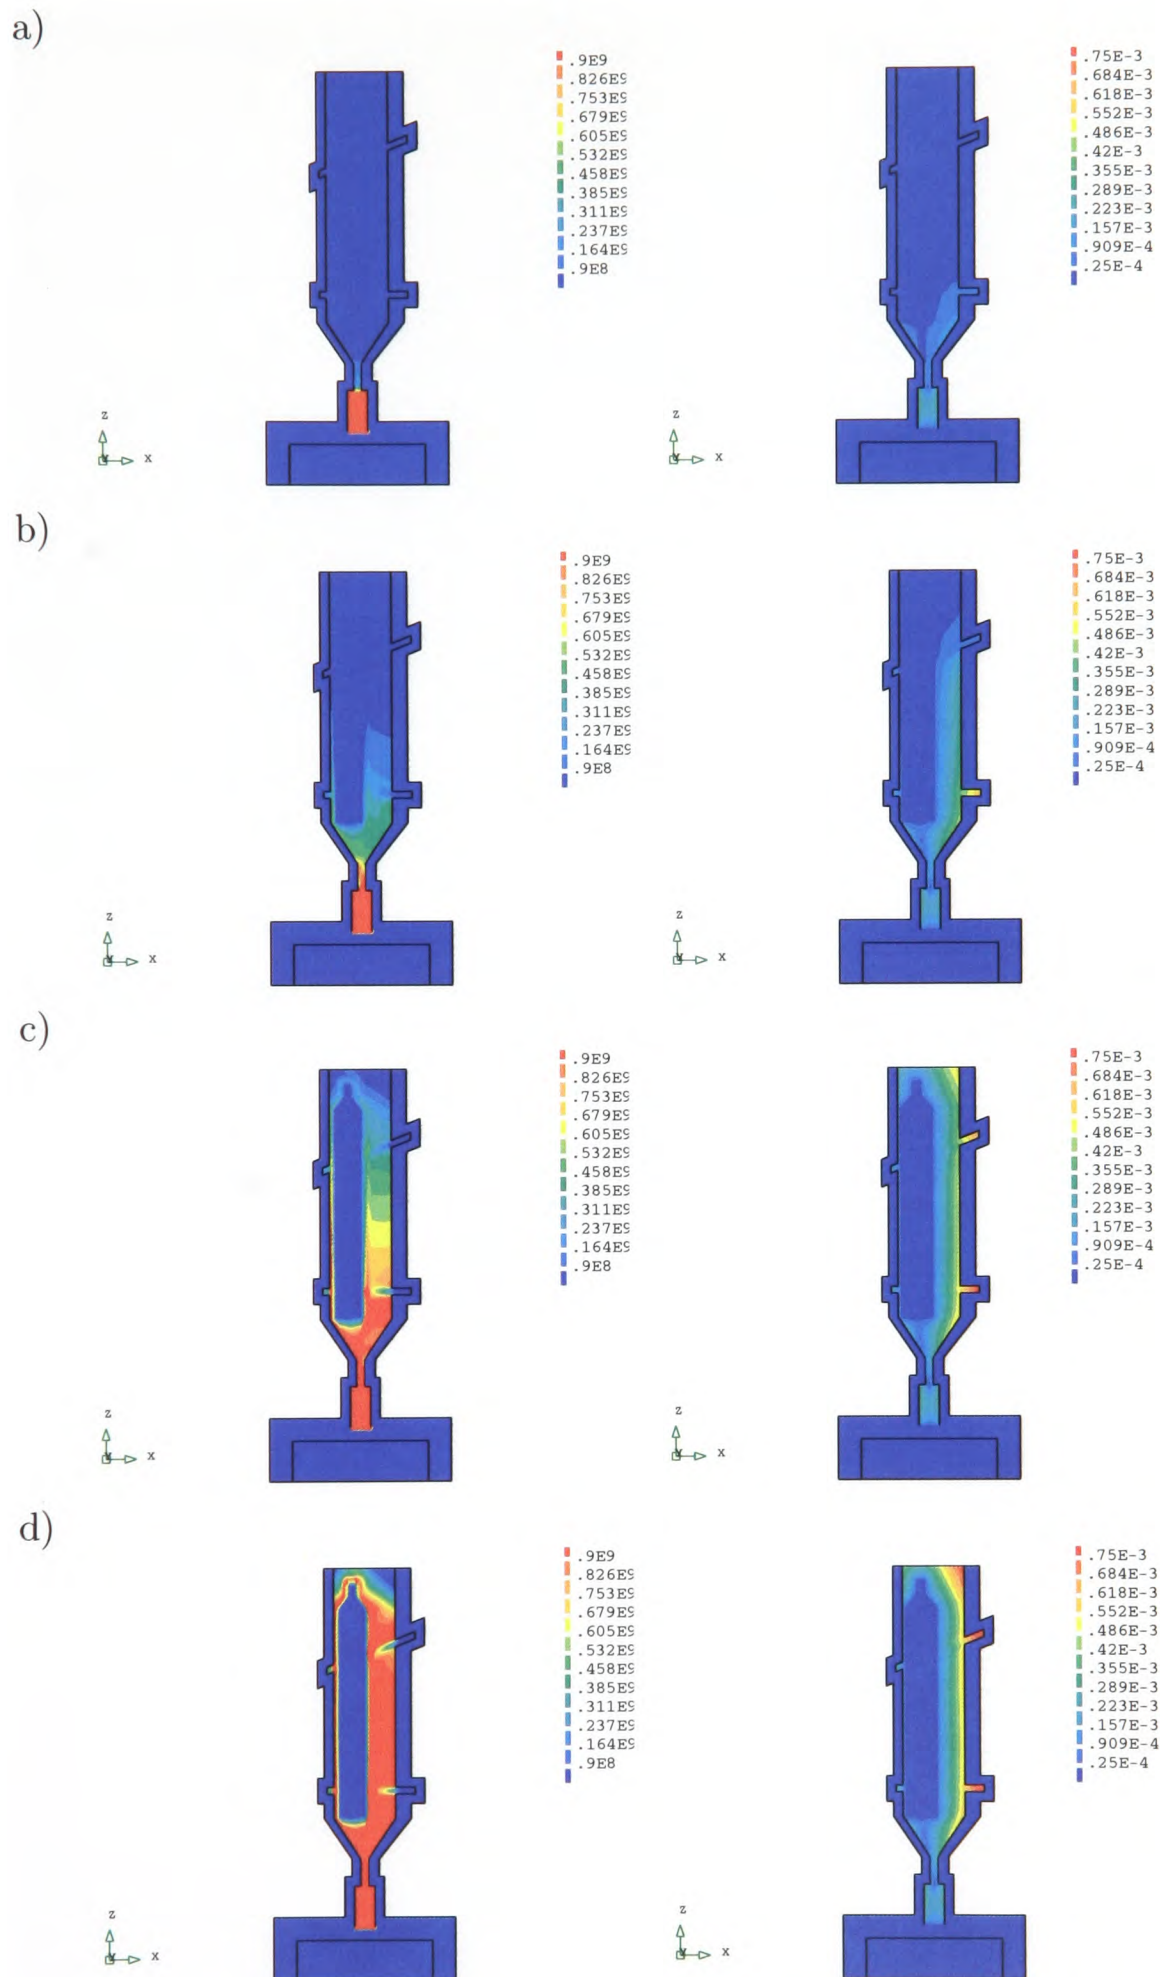 a)
.9E9
.826E9
.753E9
.679E9
.605E9
.532E9
.458E9
.385E9
.311E9
.237E9
.164E9
.9E8
z
x
.75E-3
.684E-3
.618E-3
.552E-3
.486E-3
.42E-3
.355E-3
.289E-3
.223E-3
.157E-3
.909E-4
.25E-4
z
x
b)
.9E9
.826E9
.753E9
.679E9
.605E9
.532E9
.458E9
.385E9
.311E9
.237E9
.164E9
.9E8
z
x
.75E-3
.684E-3
.618E-3
.552E-3
.486E-3
.42E-3
.355E-3
.289E-3
.223E-3
.157E-3
.909E-4
.25E-4
z
x
c)
.9E9
.826E9
.753E9
.679E9
.605E9
.532E9
.458E9
.385E9
.311E9
.237E9
.164E9
.9E8
z
x
.75E-3
.684E-3
.618E-3
.552E-3
.486E-3
.42E-3
.355E-3
.289E-3
.223E-3
.157E-3
.909E-4
.25E-4
z
x
d)
.9E9
.826E9
.753E9
.679E9
.605E9
.532E9
.458E9
.385E9
.311E9
.237E9
.164E9
.9E8
z
x
.75E-3
.684E-3
.618E-3
.552E-3
.486E-3
.42E-3
.355E-3
.289E-3
.223E-3
.157E-3
.909E-4
.25E-4
z
x